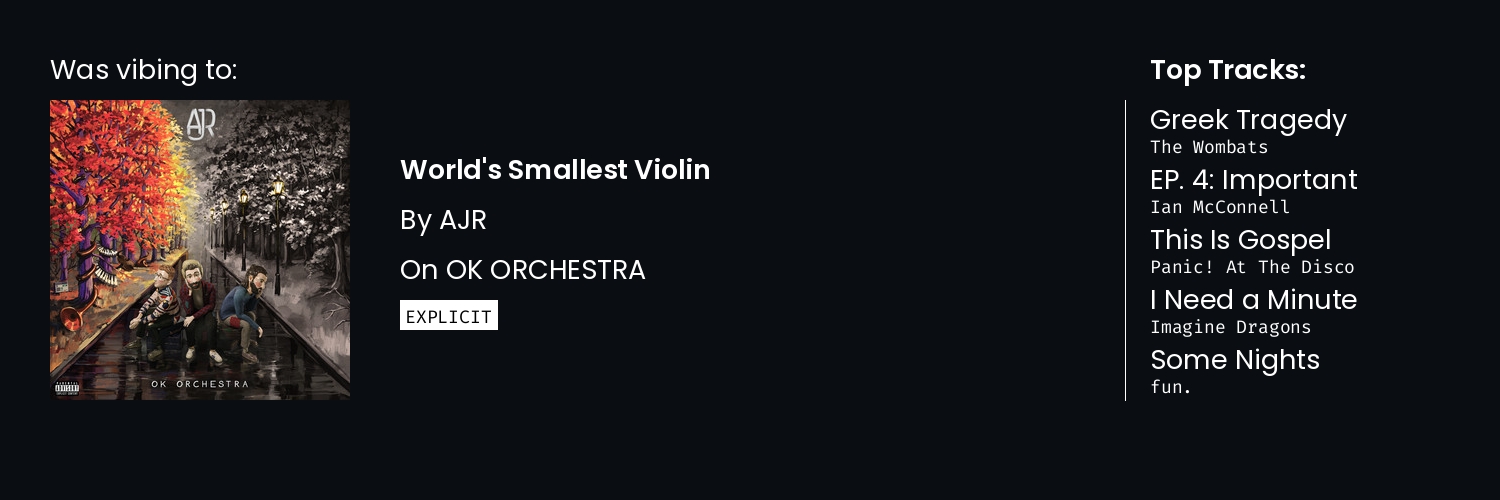 Was vibing to:
AJR
OK ORCHESTRA
World's Smallest Violin
By AJR
On OK ORCHESTRA
EXPLICIT
Top Tracks:
Greek Tragedy
The Wombats
EP. 4: Important
Ian McConnell
This Is Gospel
Panic! At The Disco
I Need a Minute
Imagine Dragons
Some Nights
fun.